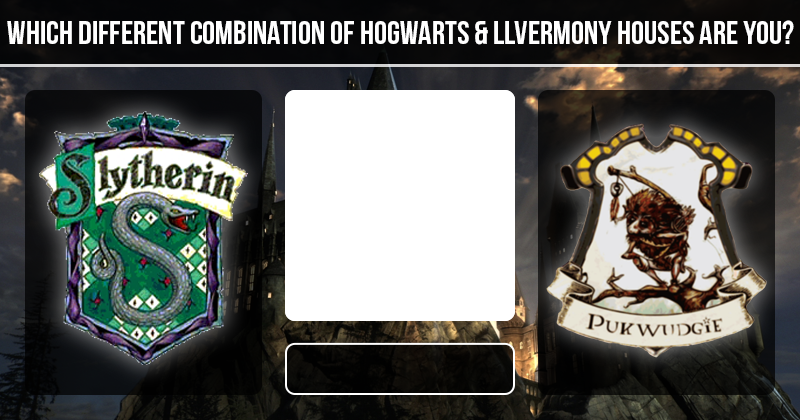 WHICH DIFFERENT COMBINATION OF HOGWARTS & LLVERMONY HOUSES ARE YOU?
Slytherin
PUKWUDGIE